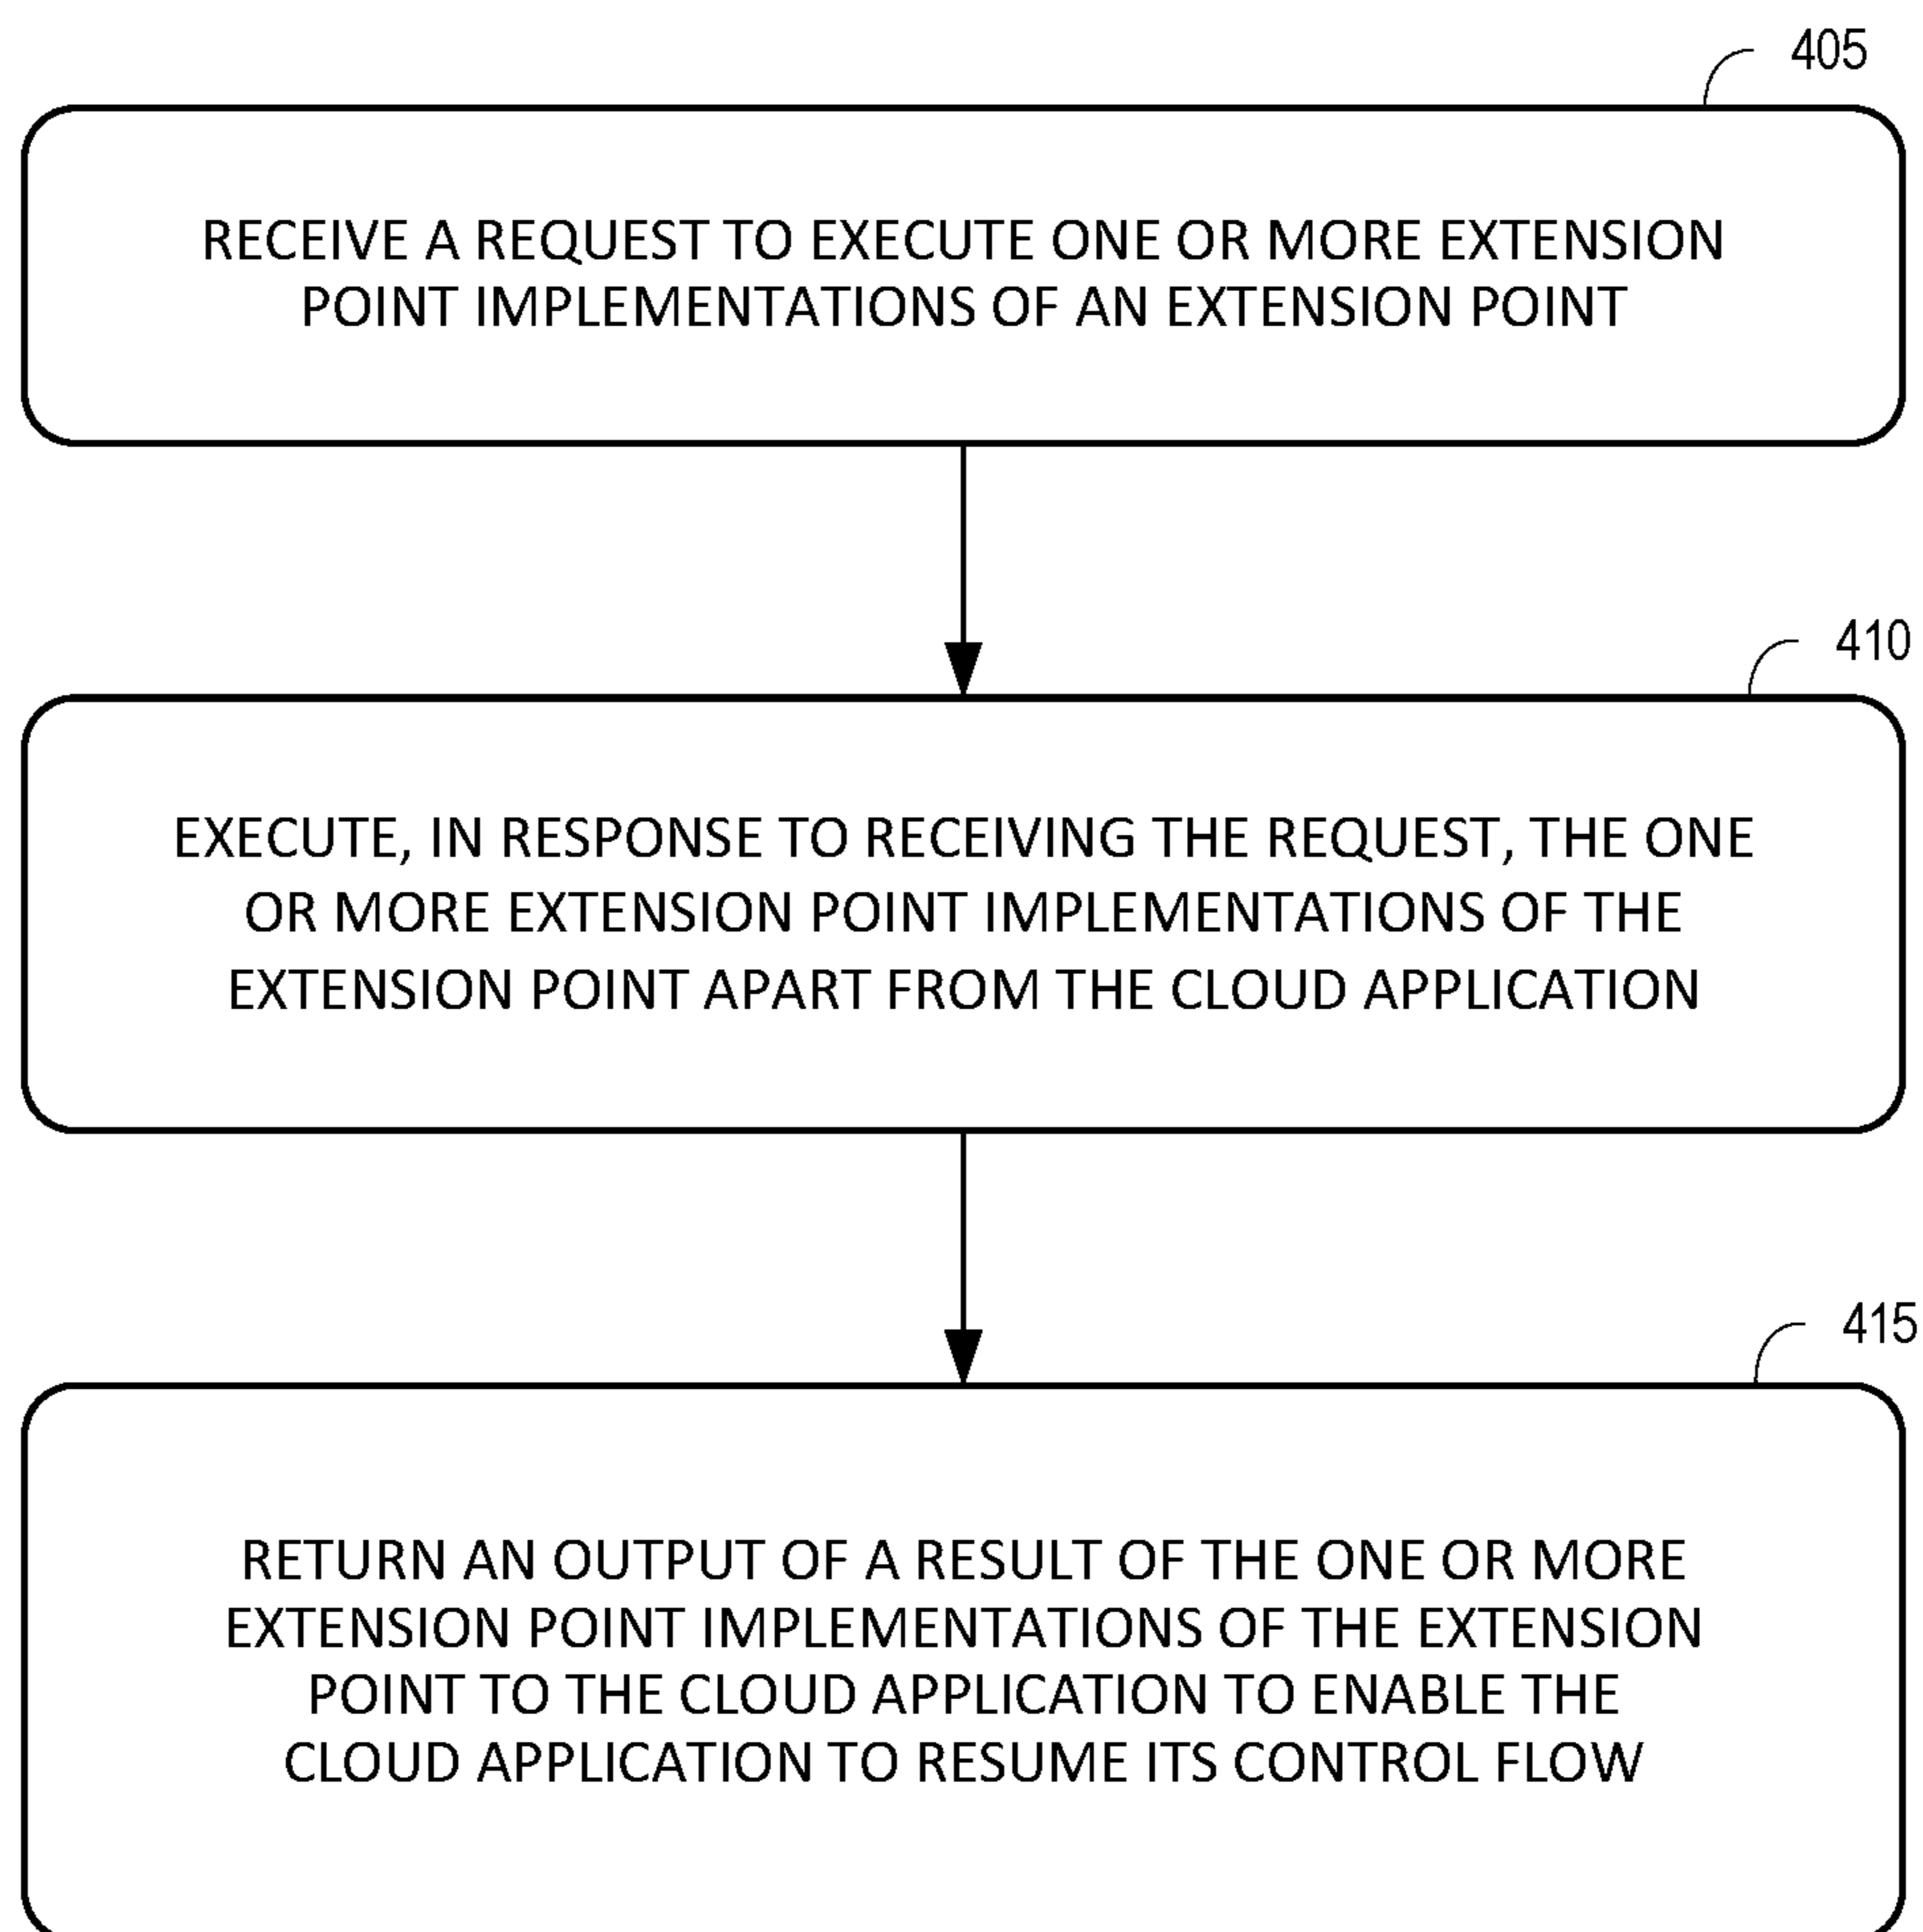 405
RECEIVE A REQUEST TO EXECUTE ONE OR MORE EXTENSION
POINT IMPLEMENTATIONS OF AN EXTENSION POINT
410
EXECUTE, IN RESPONSE TO RECEIVING THE REQUEST, THE ONE
OR MORE EXTENSION POINT IMPLEMENTATIONS OF THE
EXTENSION POINT APART FROM THE CLOUD APPLICATION
415
RETURN AN OUTPUT OF A RESULT OF THE ONE OR MORE
EXTENSION POINT IMPLEMENTATIONS OF THE EXTENSION
POINT TO THE CLOUD APPLICATION TO ENABLE THE
CLOUD APPLICATION TO RESUME ITS CONTROL FLOW